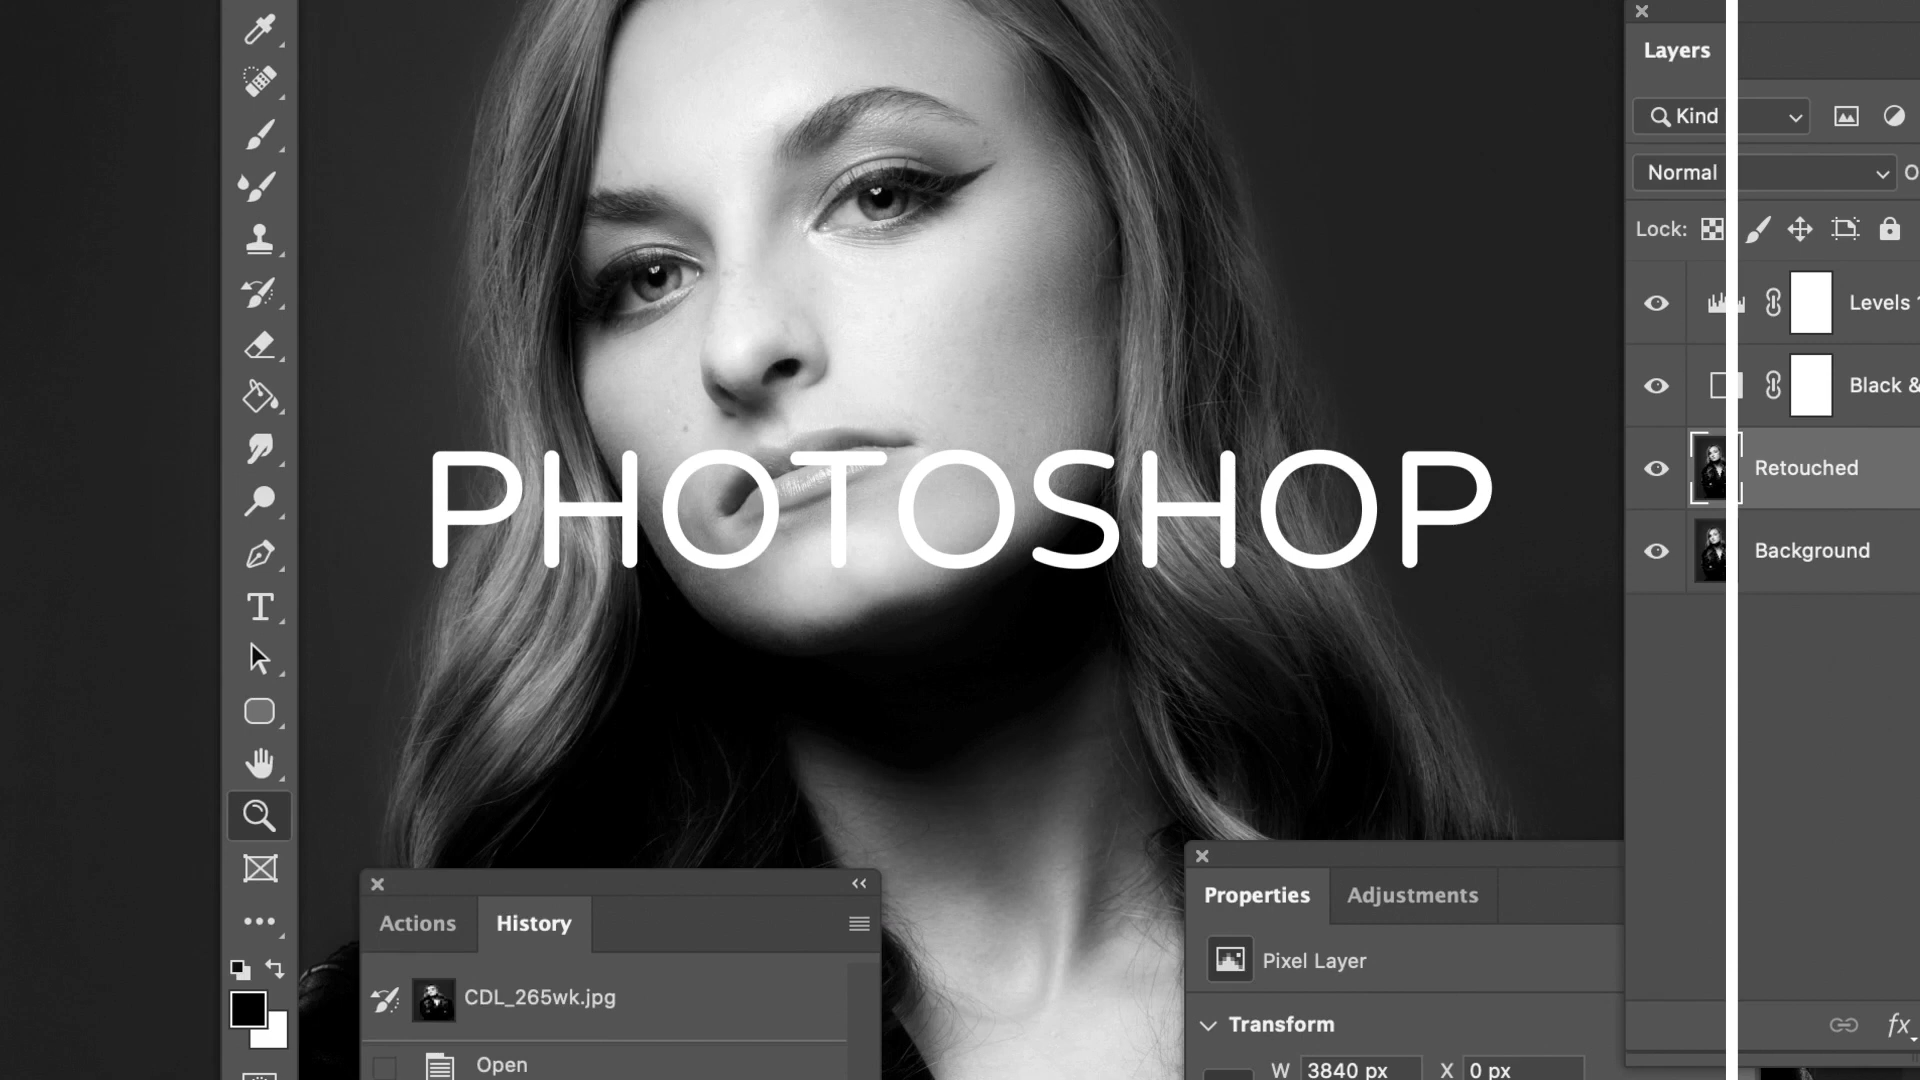 Layers
Kind
Normal
Lock:
Levels
Black &
Retouched
Background
PHOTOSHOP
Actions
History
CDL_265wk.jpg
Open
Properties
Adjustments
Pixel Layer
Transform
W 3840 px X 0 px
fx